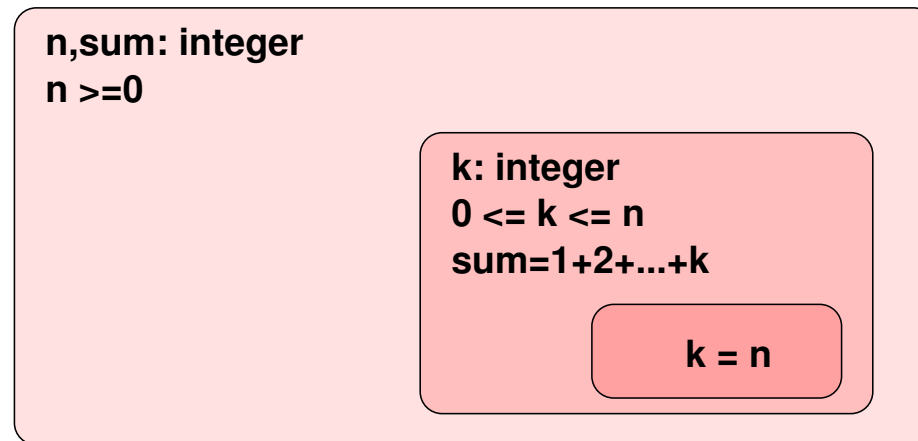 n,sum: integer
n >=0
k: integer
0 <= k <= n
sum=1+2+...+k
k = n